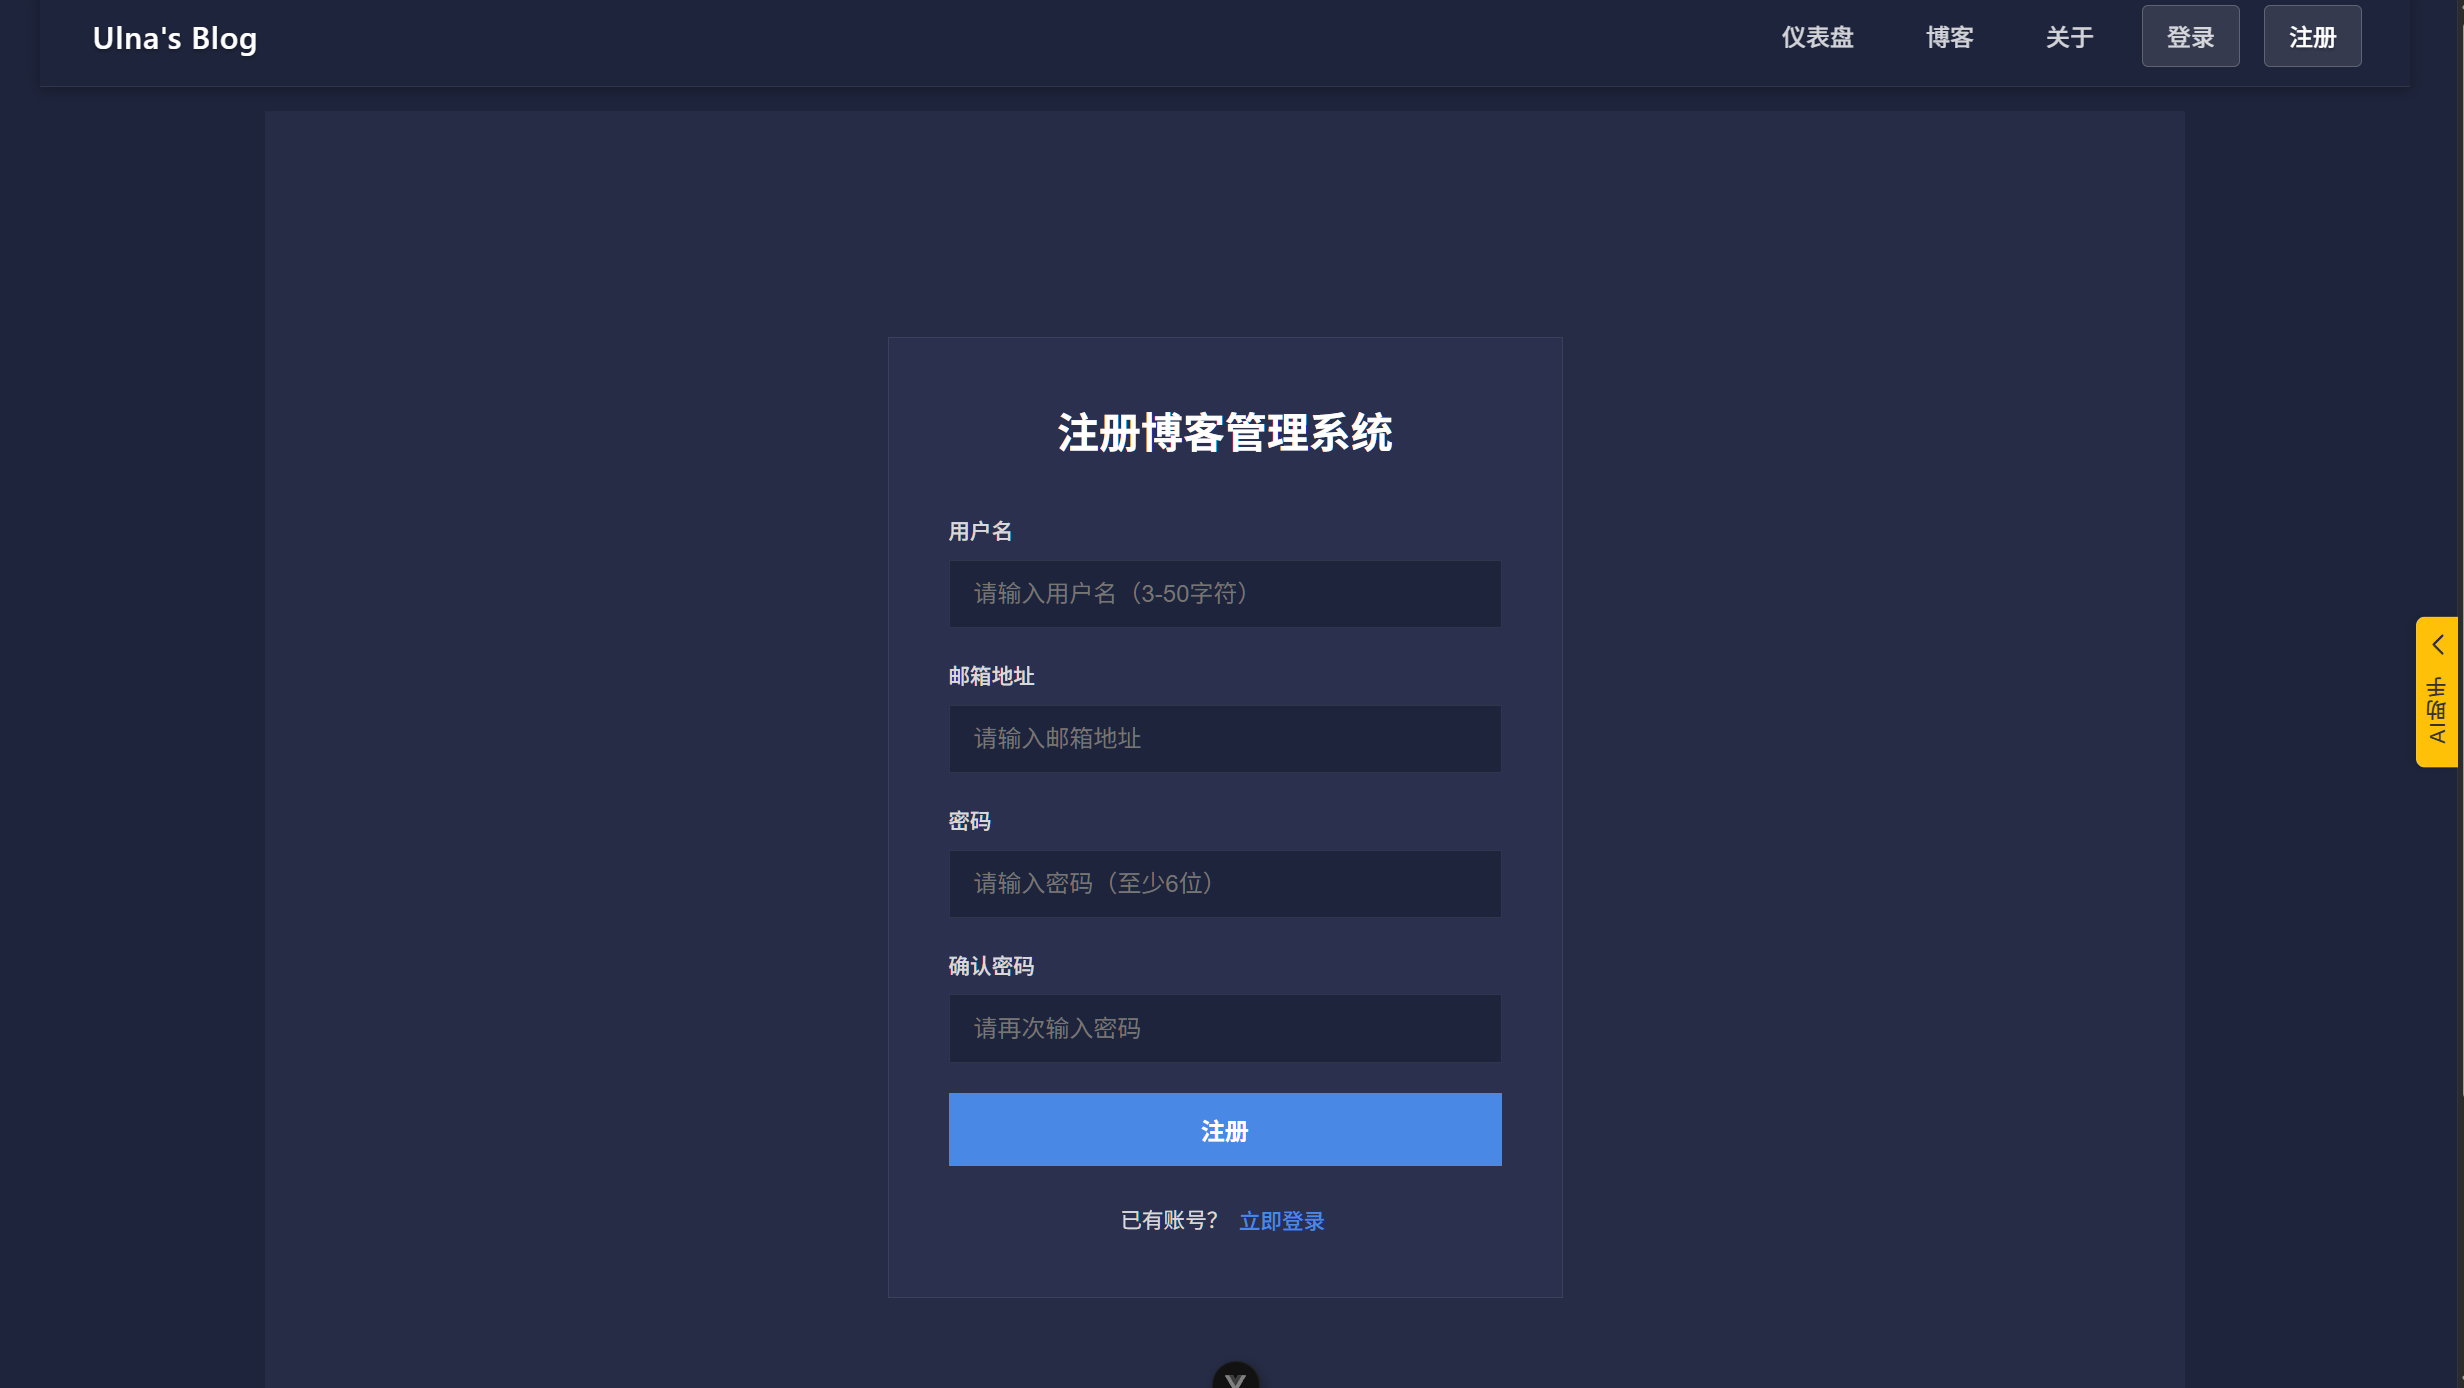 Ulna's Blog
仪表盘
博客
关于
登录
注册
注册博客管理系统
用户名
请输入用户名（3-50字符）
邮箱地址
请输入邮箱地址
密码
请输入密码（至少6位）
确认密码
请再次输入密码
注册
已有账号？ 立即登录
AI助手